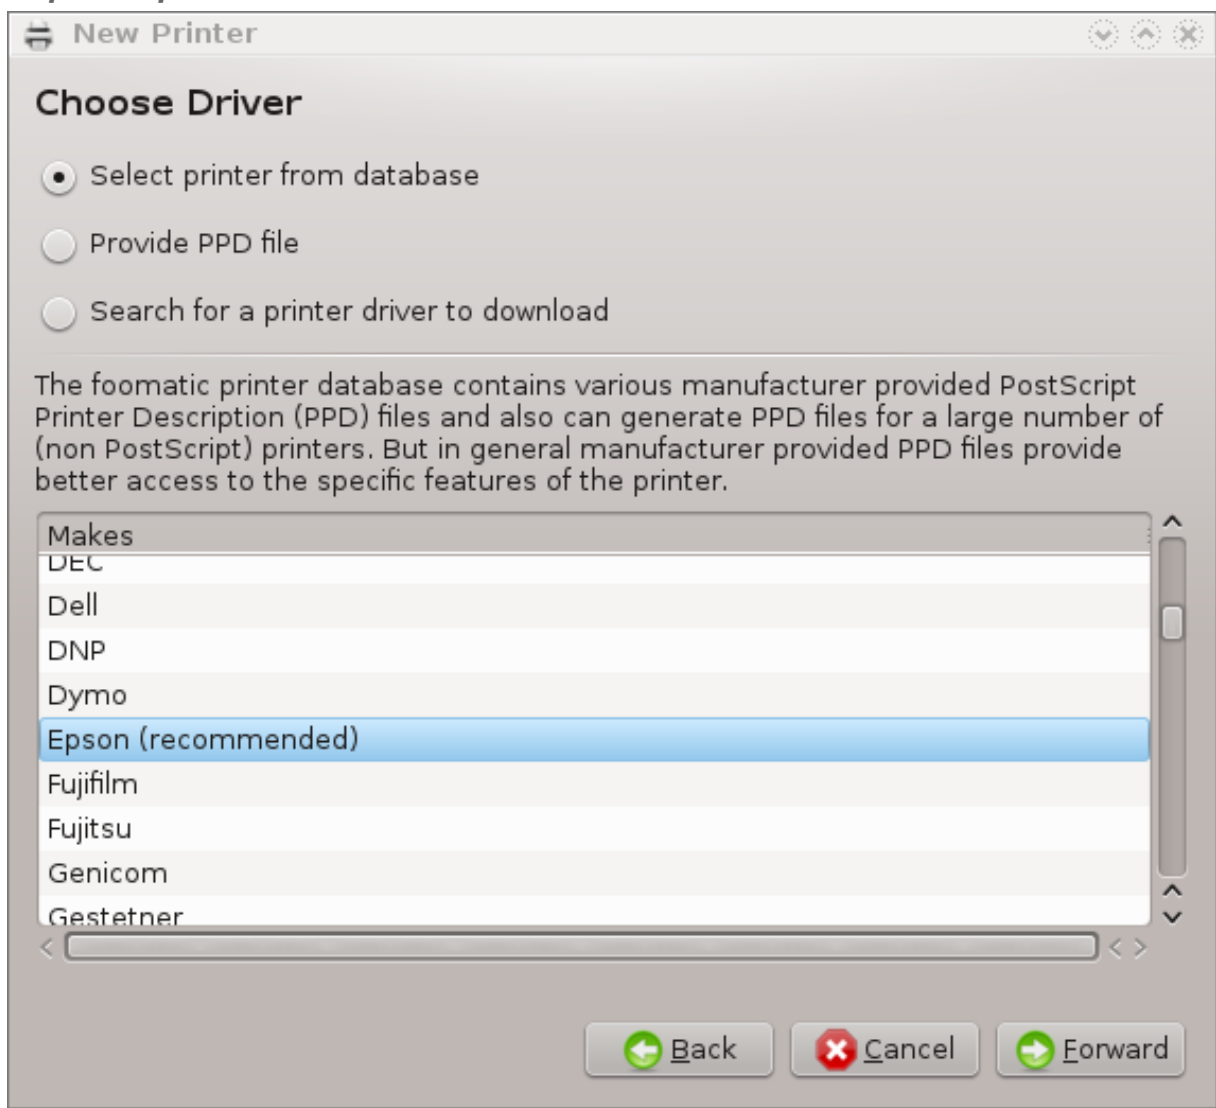 New Printer
Choose Driver
Select printer from database
Provide PPD file
Search for a printer driver to download
The foomatic printer database contains various manufacturer provided PostScript
Printer Description (PPD) files and also can generate PPD files for a large number of
(non PostScript) printers. But in general manufacturer provided PPD files provide
better access to the specific features of the printer.
Makes
DEC
Dell
DNP
Dymo
Epson (recommended)
Fujifilm
Fujitsu
Genicom
Gestetner
Back
Cancel
Forward